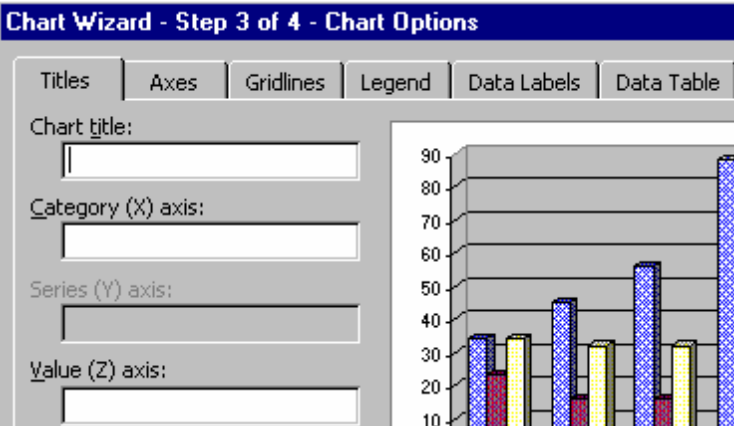 Chart Wizard - Step 3 of 4 - Chart Options
Titles Axes Gridlines Legend Data Labels Data Table
Chart title:
Category (X) axis:
Series (Y) axis:
Value (Z) axis:
90
80
70
60
50
40
30
20
10